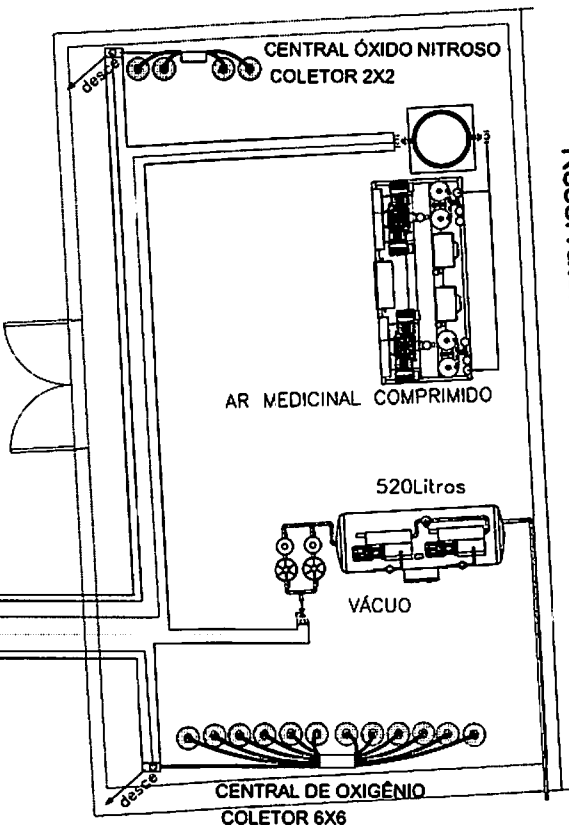 CENTRAL ÓXIDO NITROSO
COLETOR 2X2
desce
AR MEDICINAL COMPRIMIDO
520Litros
VÁCUO
desce
CENTRAL DE OXIGÊNIO
COLETOR 6X6